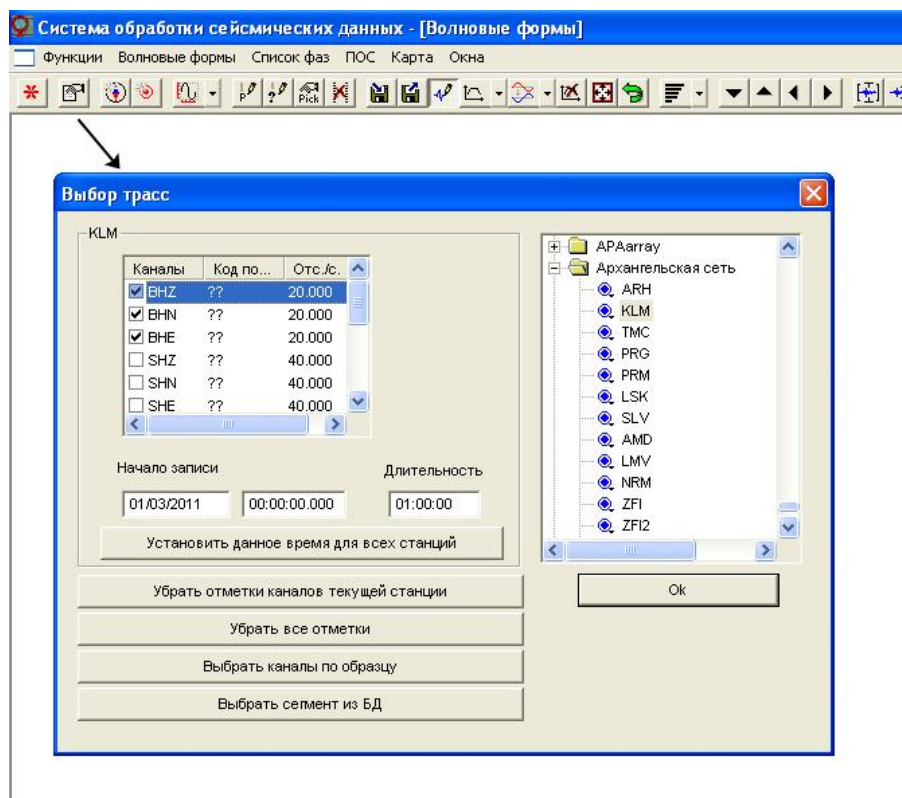 Система обработки сейсмических данных - [Волновые формы]
Функции Волновые формы Список фаз ПОС Карта Окна
P ? Pick
Выбор трасс
KLM
Каналы Код по... Отс./с.
BHZ ?? 20.000
BHN ?? 20.000
BHE ?? 20.000
SHZ ?? 40.000
SHN ?? 40.000
SHE ?? 40.000
Начало записи Длительность
01/03/2011 00:00:00.000 01:00:00
Установить данное время для всех станций
Убрать отметки каналов текущей станции
Убрать все отметки
Выбрать каналы по образцу
Выбрать сегмент из БД
APAarray
Архангельская сеть
ARH
KLM
TMC
PRG
PRM
LSK
SLV
AMD
LMV
NRM
ZFI
ZFI2
Ok